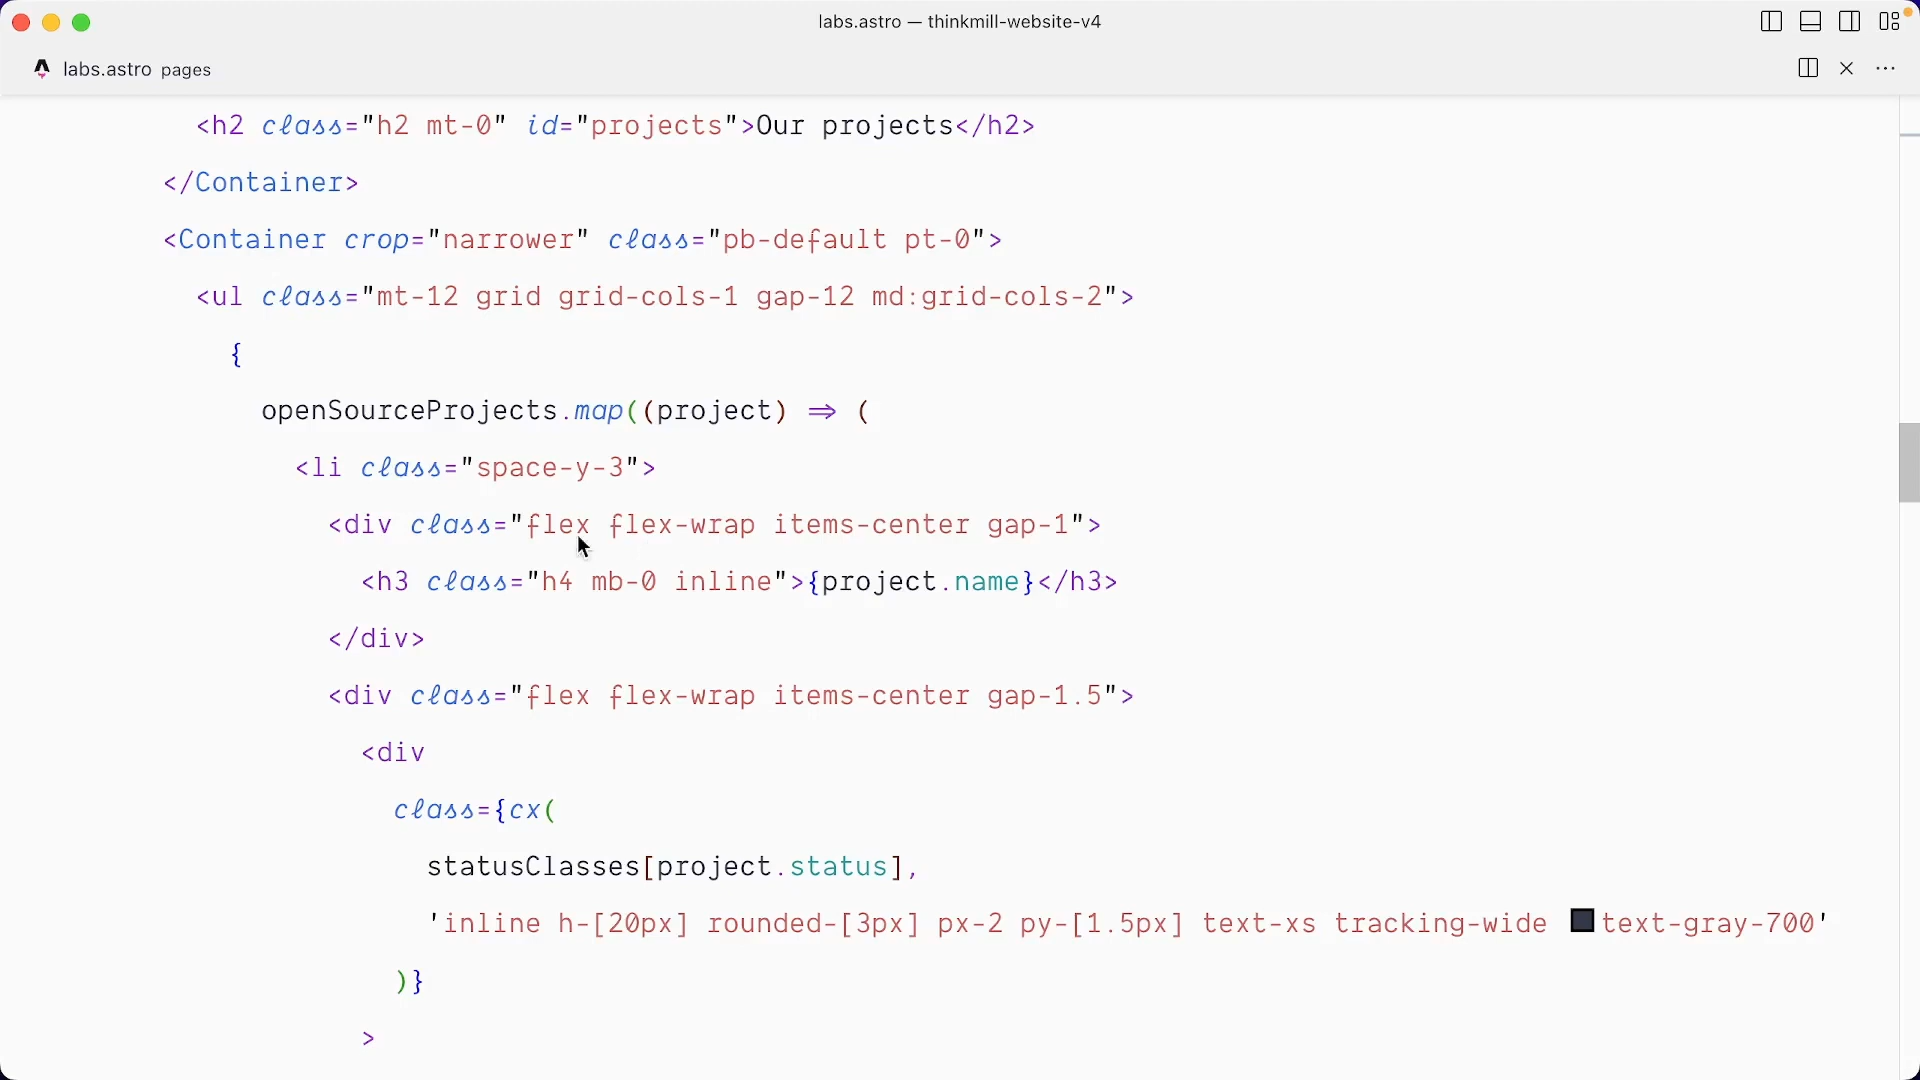 labs.astro — thinkmill-website-v4
labs.astro pages
<h2 class="h2 mt-0" id="projects">Our projects</h2>
</Container>
<Container crop="narrower" class="pb-default pt-0">
<ul class="mt-12 grid grid-cols-1 gap-12 md:grid-cols-2">
{
openSourceProjects.map((project) => (
<li class="space-y-3">
<div class="flex flex-wrap items-center gap-1">
<h3 class="h4 mb-0 inline">{project.name}</h3>
</div>
<div class="flex flex-wrap items-center gap-1.5">
<div
class={cx(
statusClasses[project.status],
'inline h-[20px] rounded-[3px] px-2 py-[1.5px] text-xs tracking-wide text-gray-700'
)}
>